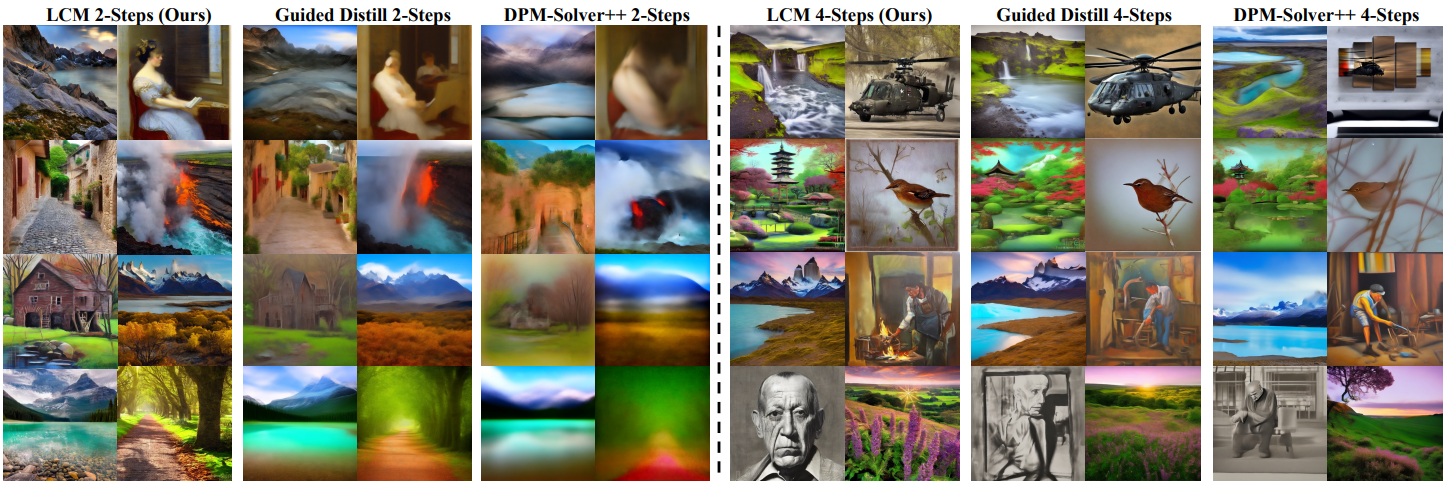 LCM 2-Steps (Ours)
Guided Distill 2-Steps
DPM-Solver++ 2-Steps
LCM 4-Steps (Ours)
Guided Distill 4-Steps
DPM-Solver++ 4-Steps